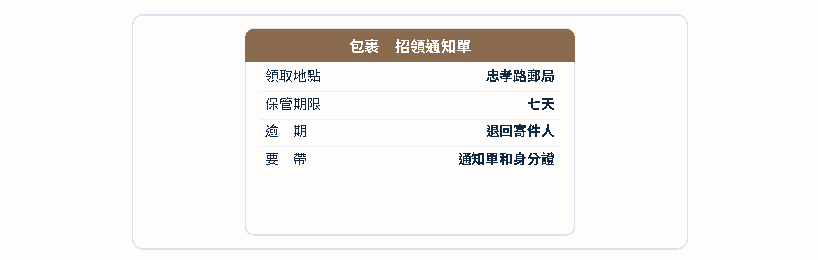 包裹　招領通知單
領取地點　忠孝路郵局
保管期限　七天
逾　期　退回寄件人
要　帶　通知單和身分證